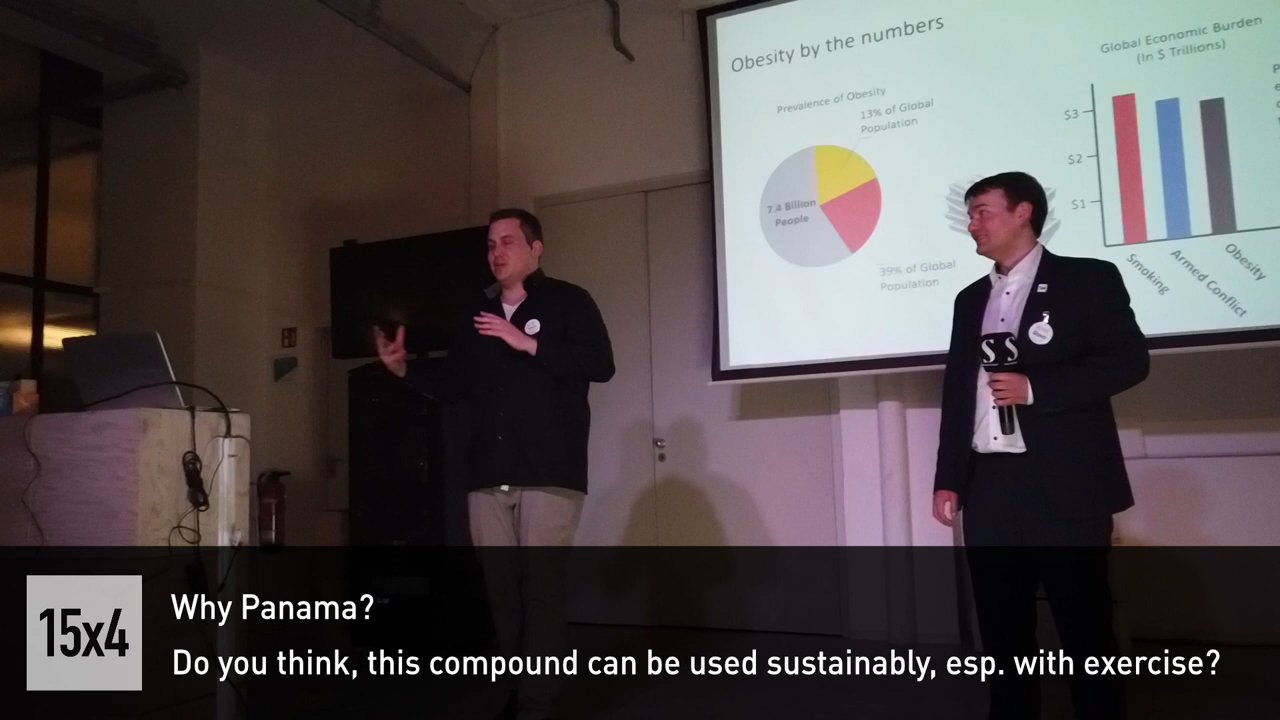 Obesity by the numbers
Prevalence of Obesity
13% of Global
Population
7.4 Billion
People
39% of Global
Population
Global Economic Burden
(In $ Trillions)
$3
$2
$1
Smoking
Armed Conflict
Obesity
S S
15x4
Why Panama?
Do you think, this compound can be used sustainably, esp. with exercise?